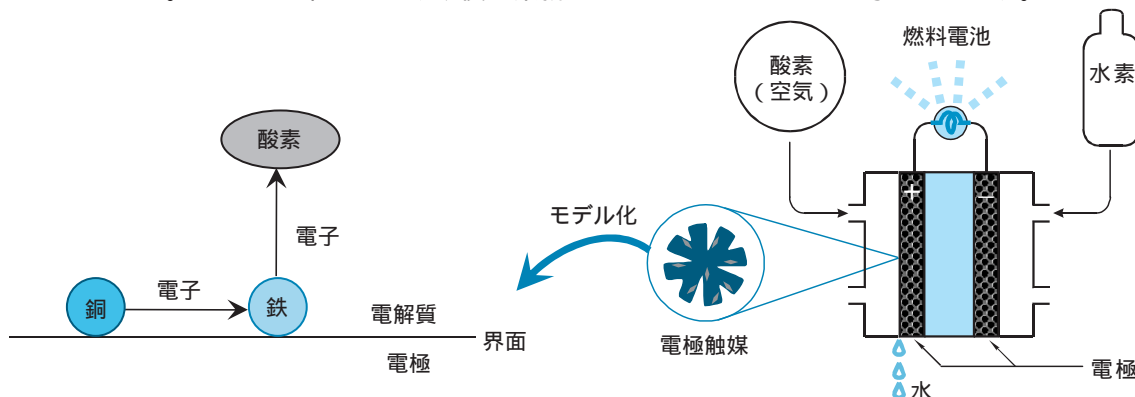 燃料電池
酸素
（空気）
水素
酸素
モデル化
電子
+
−
銅
電子
鉄
電解質
界面
電極
電極触媒
電極
水